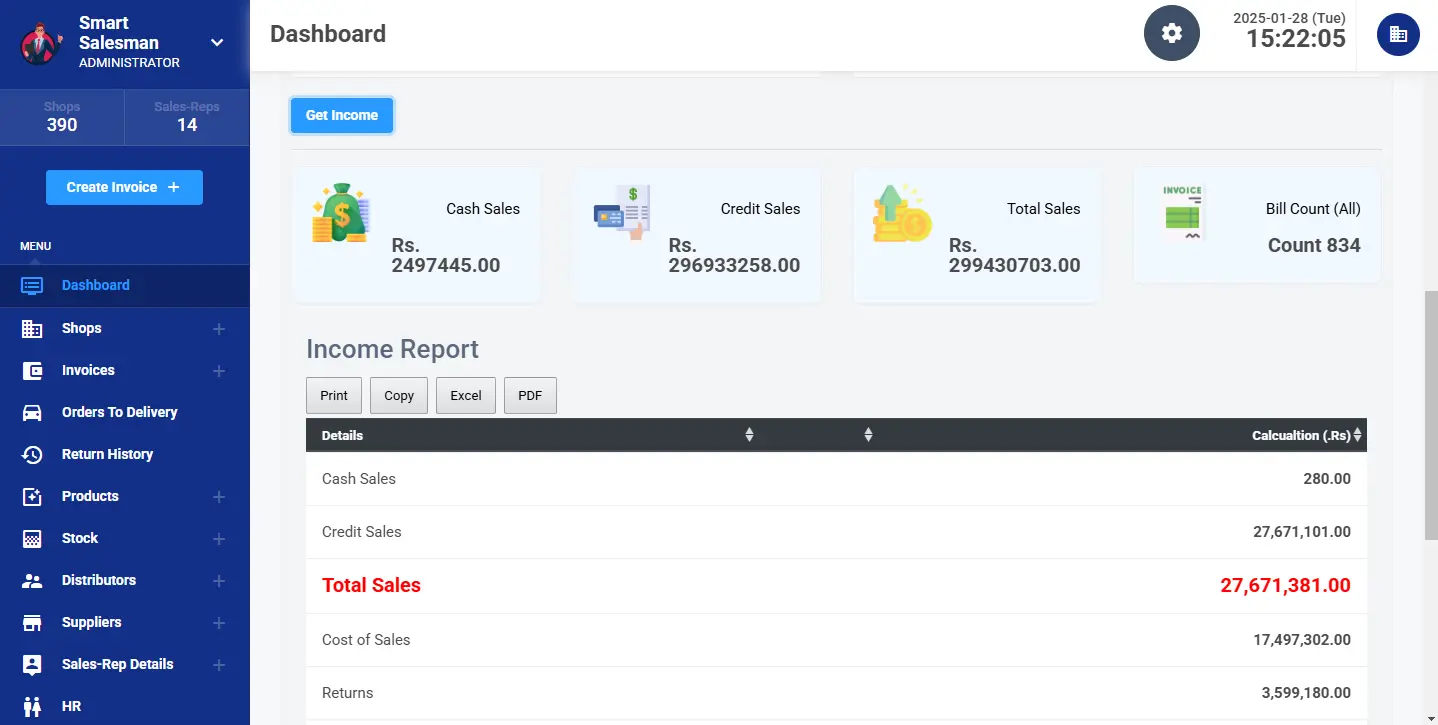 Smart
Salesman
ADMINISTRATOR
Shops
390
Sales-Reps
14
Create Invoice +
MENU
Dashboard
Shops
Invoices
Orders To Delivery
Return History
Products
Stock
Distributors
Suppliers
Sales-Rep Details
HR
Dashboard
2025-01-28 (Tue)
15:22:05
Get Income
Cash Sales
Rs.
2497445.00
Credit Sales
Rs.
296933258.00
Total Sales
Rs.
299430703.00
INVOICE
Bill Count (All)
Count 834
Income Report
Print Copy Excel PDF
Details Calcualtion (.Rs)
Cash Sales 280.00
Credit Sales 27,671,101.00
Total Sales 27,671,381.00
Cost of Sales 17,497,302.00
Returns 3,599,180.00